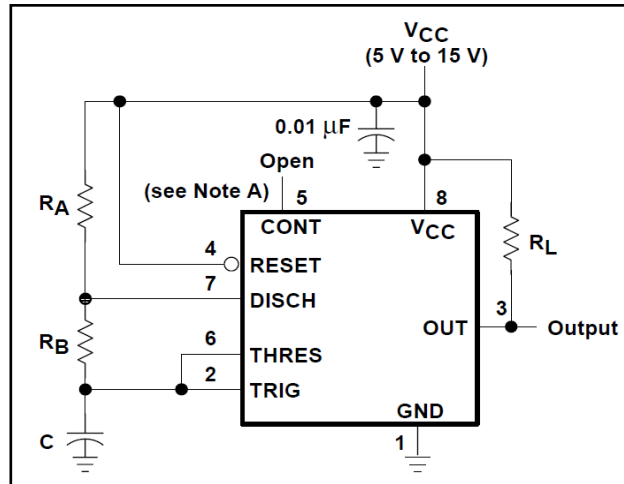 VCC
(5 V to 15 V)
0.01 μF
Open
(see Note A)
RA
5
8
CONT
VCC
RL
4
RESET
7
DISCH
3
OUT
Output
RB
6
THRES
2
TRIG
GND
C
1